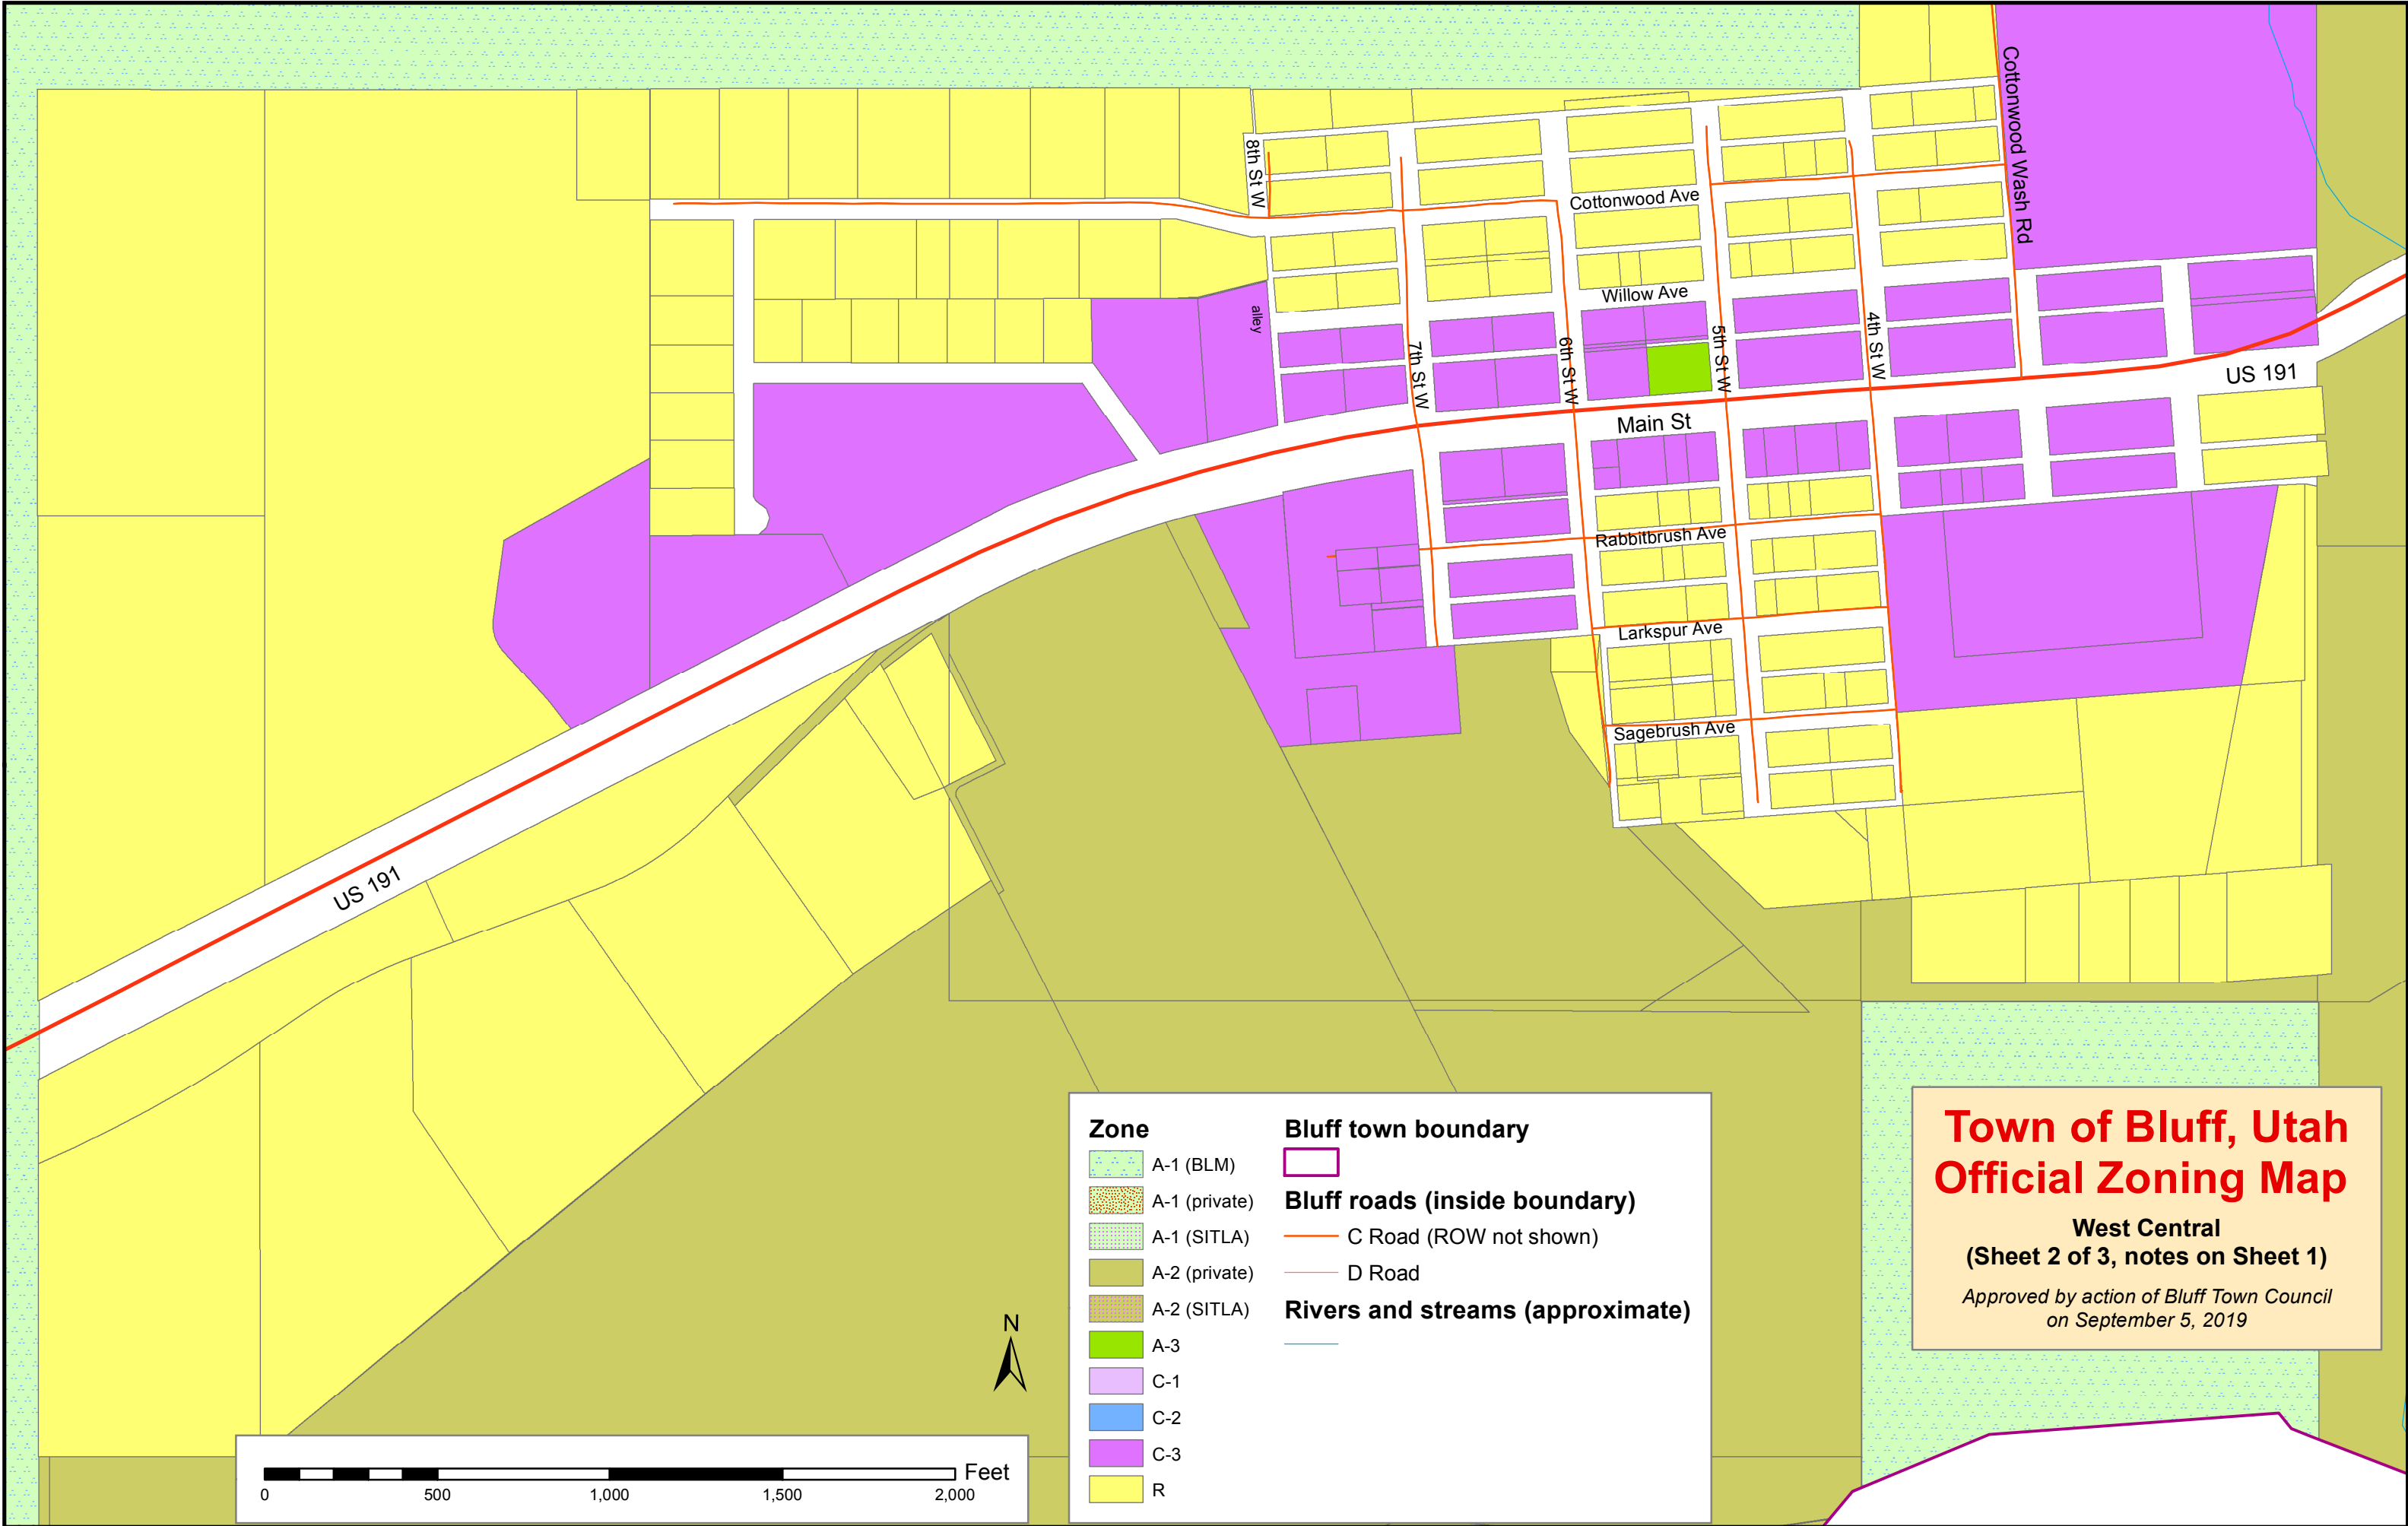 Cottonwood Wash Rd
8th St W
Cottonwood Ave
Willow Ave
alley
7th St W
6th St W
5th St W
4th St W
US 191
Main St
Rabbitbrush Ave
Larkspur Ave
Sagebrush Ave
US 191
Zone
A-1 (BLM)
A-1 (private)
A-1 (SITLA)
A-2 (private)
A-2 (SITLA)
A-3
C-1
C-2
C-3
R
Bluff town boundary
Bluff roads (inside boundary)
C Road (ROW not shown)
D Road
Rivers and streams (approximate)
Town of Bluff, Utah
Official Zoning Map
West Central
(Sheet 2 of 3, notes on Sheet 1)
Approved by action of Bluff Town Council
on September 5, 2019
N
Feet
0 500 1,000 1,500 2,000